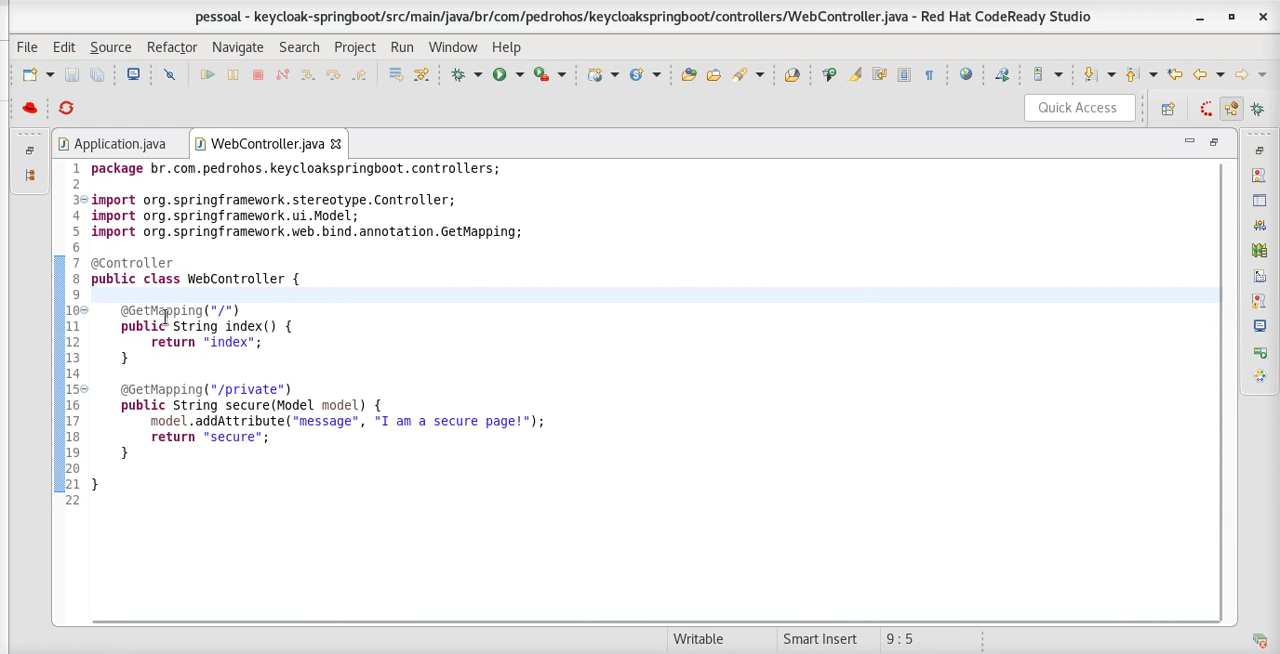 pessoal - keycloak-springboot/src/main/java/br/com/pedrohos/keycloakspringboot/controllers/WebController.java - Red Hat CodeReady Studio
File Edit Source Refactor Navigate Search Project Run Window Help
Quick Access
Application.java WebController.java
1 package br.com.pedrohos.keycloakspringboot.controllers;
2
3 import org.springframework.stereotype.Controller;
4 import org.springframework.ui.Model;
5 import org.springframework.web.bind.annotation.GetMapping;
6
7 @Controller
8 public class WebController {
9
10 @GetMapping("/")
11 public String index() {
12 return "index";
13 }
14
15 @GetMapping("/private")
16 public String secure(Model model) {
17 model.addAttribute("message", "I am a secure page!");
18 return "secure";
19 }
20
21 }
22
Writable Smart Insert 9 : 5